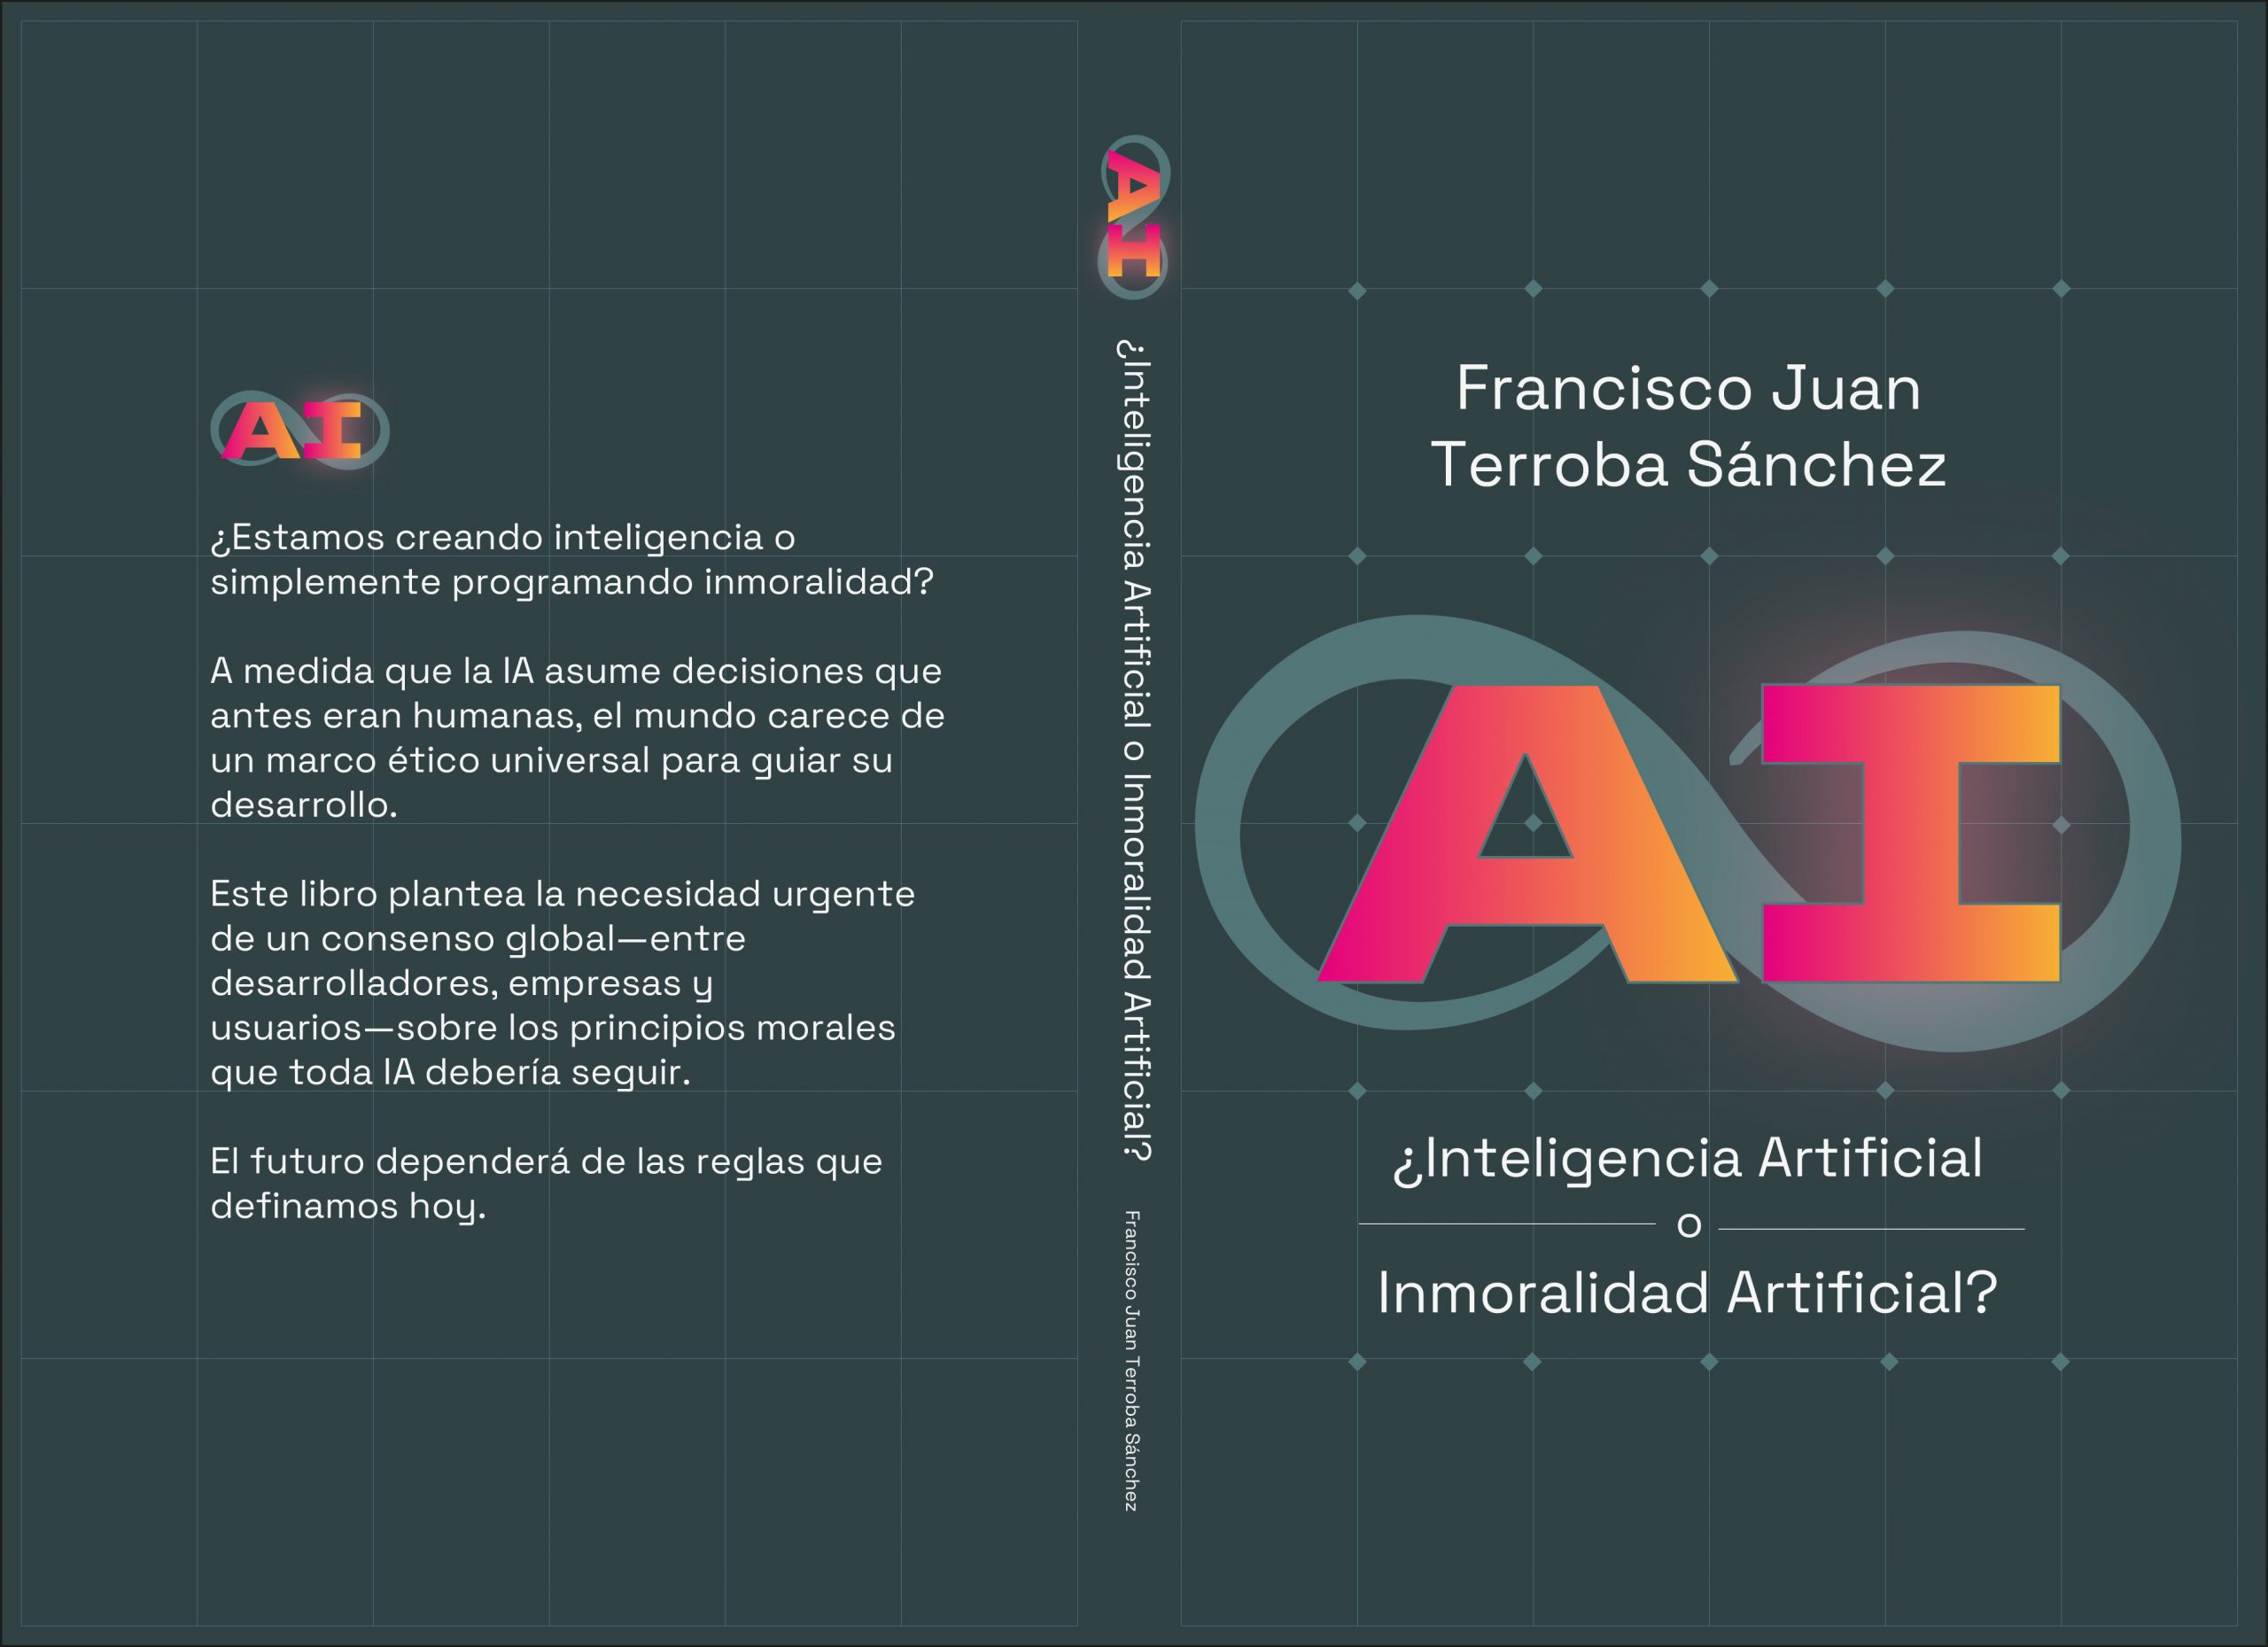 AI
¿Estamos creando inteligencia o
simplemente programando inmoralidad?
A medida que la IA asume decisiones que
antes eran humanas, el mundo carece de
un marco ético universal para guiar su
desarrollo.
Este libro plantea la necesidad urgente
de un consenso global—entre
desarrolladores, empresas y
usuarios—sobre los principios morales
que toda IA debería seguir.
El futuro dependerá de las reglas que
definamos hoy.
AI
¿Inteligencia Artificial o Inmoralidad Artificial?
Francisco Juan Terroba Sánchez
Francisco Juan
Terroba Sánchez
AI
¿Inteligencia Artificial
o
Inmoralidad Artificial?